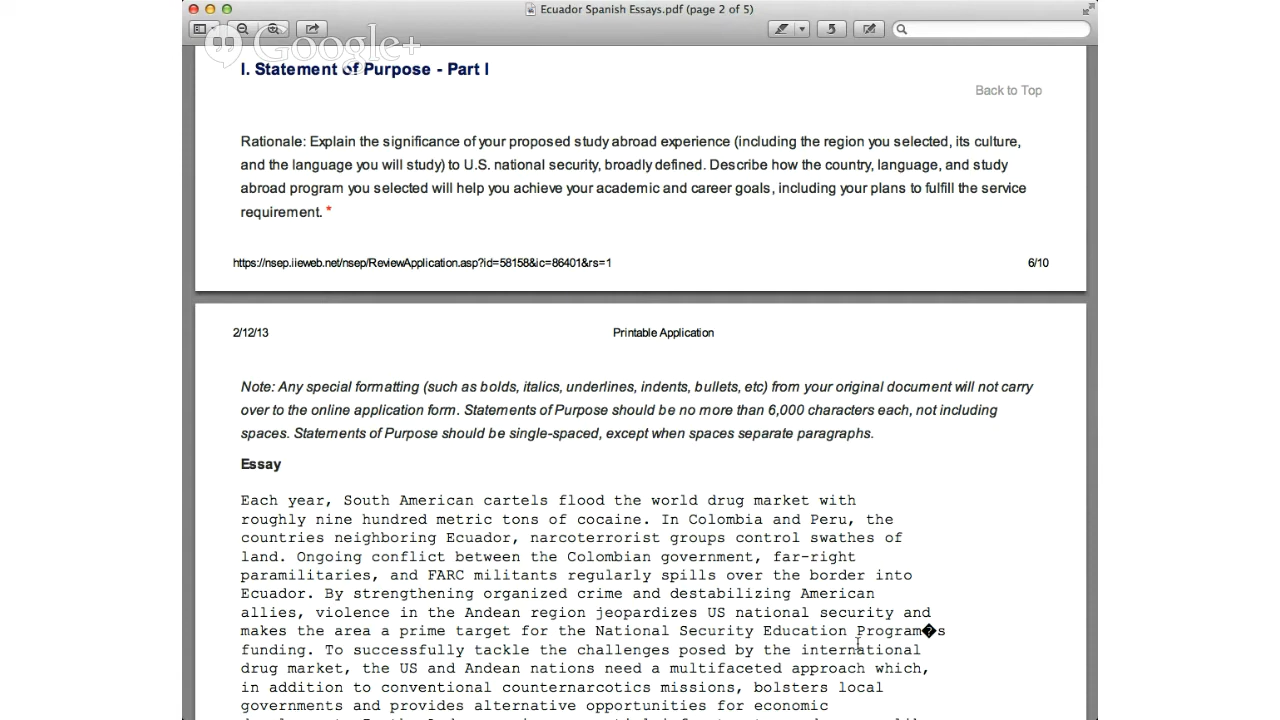 Ecuador Spanish Essays.pdf (page 2 of 5)
Google+
I. Statement of Purpose - Part I
Back to Top
Rationale: Explain the significance of your proposed study abroad experience (including the region you selected, its culture,
and the language you will study) to U.S. national security, broadly defined. Describe how the country, language, and study
abroad program you selected will help you achieve your academic and career goals, including your plans to fulfill the service
requirement. *
https://nsep.iieweb.net/nsep/ReviewApplication.asp?id=58158&ic=86401&rs=1 6/10
2/12/13 Printable Application
Note: Any special formatting (such as bolds, italics, underlines, indents, bullets, etc) from your original document will not carry
over to the online application form. Statements of Purpose should be no more than 6,000 characters each, not including
spaces. Statements of Purpose should be single-spaced, except when spaces separate paragraphs.
Essay
Each year, South American cartels flood the world drug market with
roughly nine hundred metric tons of cocaine. In Colombia and Peru, the
countries neighboring Ecuador, narcoterrorist groups control swathes of
land. Ongoing conflict between the Colombian government, far-right
paramilitaries, and FARC militants regularly spills over the border into
Ecuador. By strengthening organized crime and destabilizing American
allies, violence in the Andean region jeopardizes US national security and
makes the area a prime target for the National Security Education Program�s
funding. To successfully tackle the challenges posed by the international
drug market, the US and Andean nations need a multifaceted approach which,
in addition to conventional counternarcotics missions, bolsters local
governments and provides alternative opportunities for economic